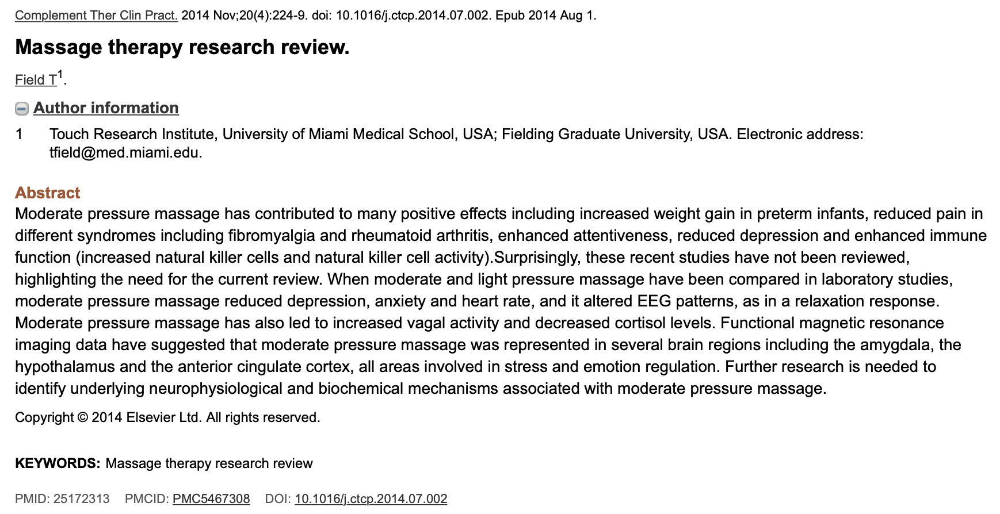 Complement Ther Clin Pract. 2014 Nov;20(4):224-9. doi: 10.1016/j.ctcp.2014.07.002. Epub 2014 Aug 1.
Massage therapy research review.
Field T1.
Author information
1 Touch Research Institute, University of Miami Medical School, USA; Fielding Graduate University, USA. Electronic address:
tfield@med.miami.edu.
Abstract
Moderate pressure massage has contributed to many positive effects including increased weight gain in preterm infants, reduced pain in
different syndromes including fibromyalgia and rheumatoid arthritis, enhanced attentiveness, reduced depression and enhanced immune
function (increased natural killer cells and natural killer cell activity).Surprisingly, these recent studies have not been reviewed,
highlighting the need for the current review. When moderate and light pressure massage have been compared in laboratory studies,
moderate pressure massage reduced depression, anxiety and heart rate, and it altered EEG patterns, as in a relaxation response.
Moderate pressure massage has also led to increased vagal activity and decreased cortisol levels. Functional magnetic resonance
imaging data have suggested that moderate pressure massage was represented in several brain regions including the amygdala, the
hypothalamus and the anterior cingulate cortex, all areas involved in stress and emotion regulation. Further research is needed to
identify underlying neurophysiological and biochemical mechanisms associated with moderate pressure massage.
Copyright © 2014 Elsevier Ltd. All rights reserved.
KEYWORDS: Massage therapy research review
PMID: 25172313 PMCID: PMC5467308 DOI: 10.1016/j.ctcp.2014.07.002